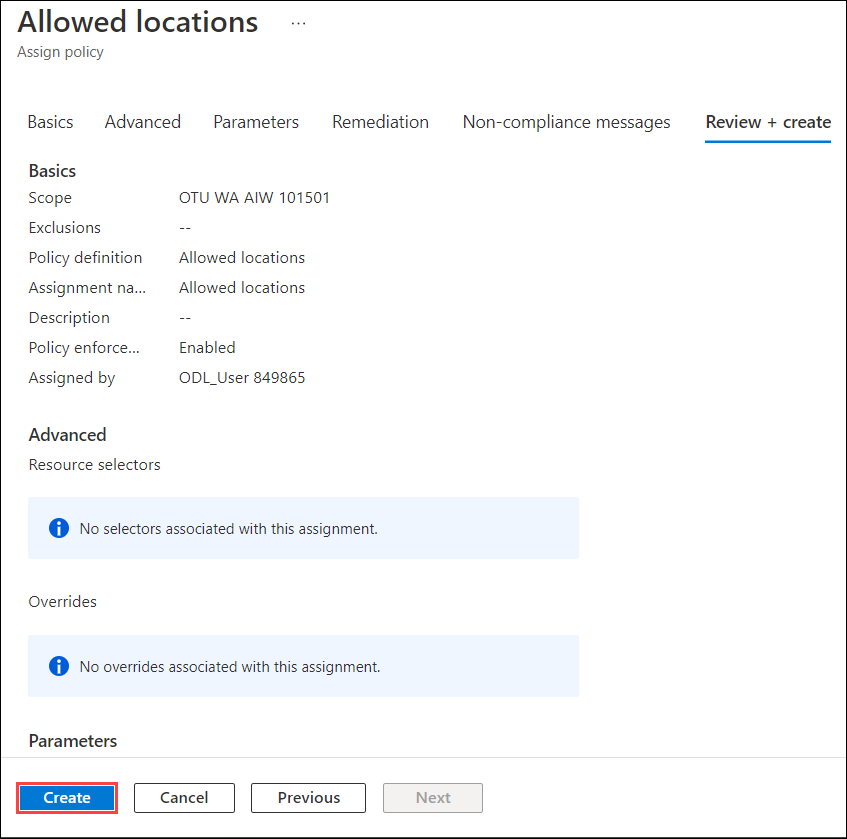 Allowed locations ...
Assign policy
Basics Advanced Parameters Remediation Non-compliance messages Review + create
Basics
Scope OTU WA AIW 101501
Exclusions --
Policy definition Allowed locations
Assignment na... Allowed locations
Description --
Policy enforce... Enabled
Assigned by ODL_User 849865
Advanced
Resource selectors
No selectors associated with this assignment.
Overrides
No overrides associated with this assignment.
Parameters
Create Cancel Previous Next